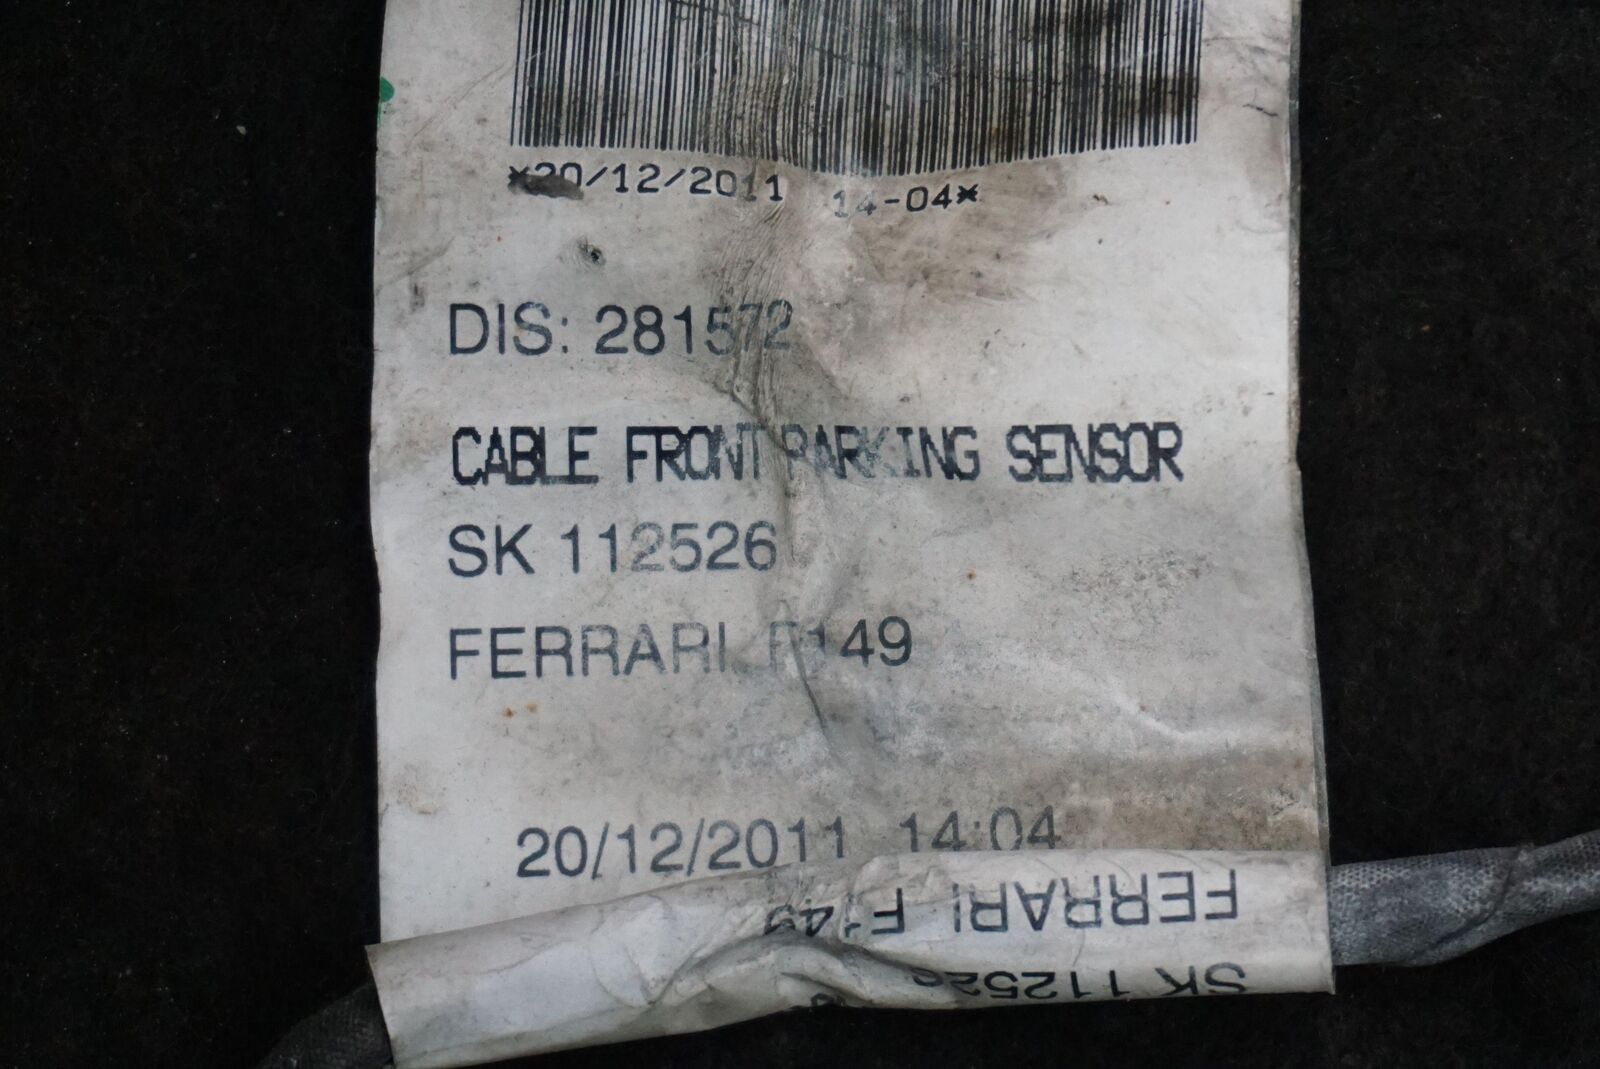 *20/12/2011 14-04*
DIS: 281572
CABLE FRONT PARKING SENSOR
SK 112526
FERRARI F149
20/12/2011 14:04
FERRARI F149
SK 112526